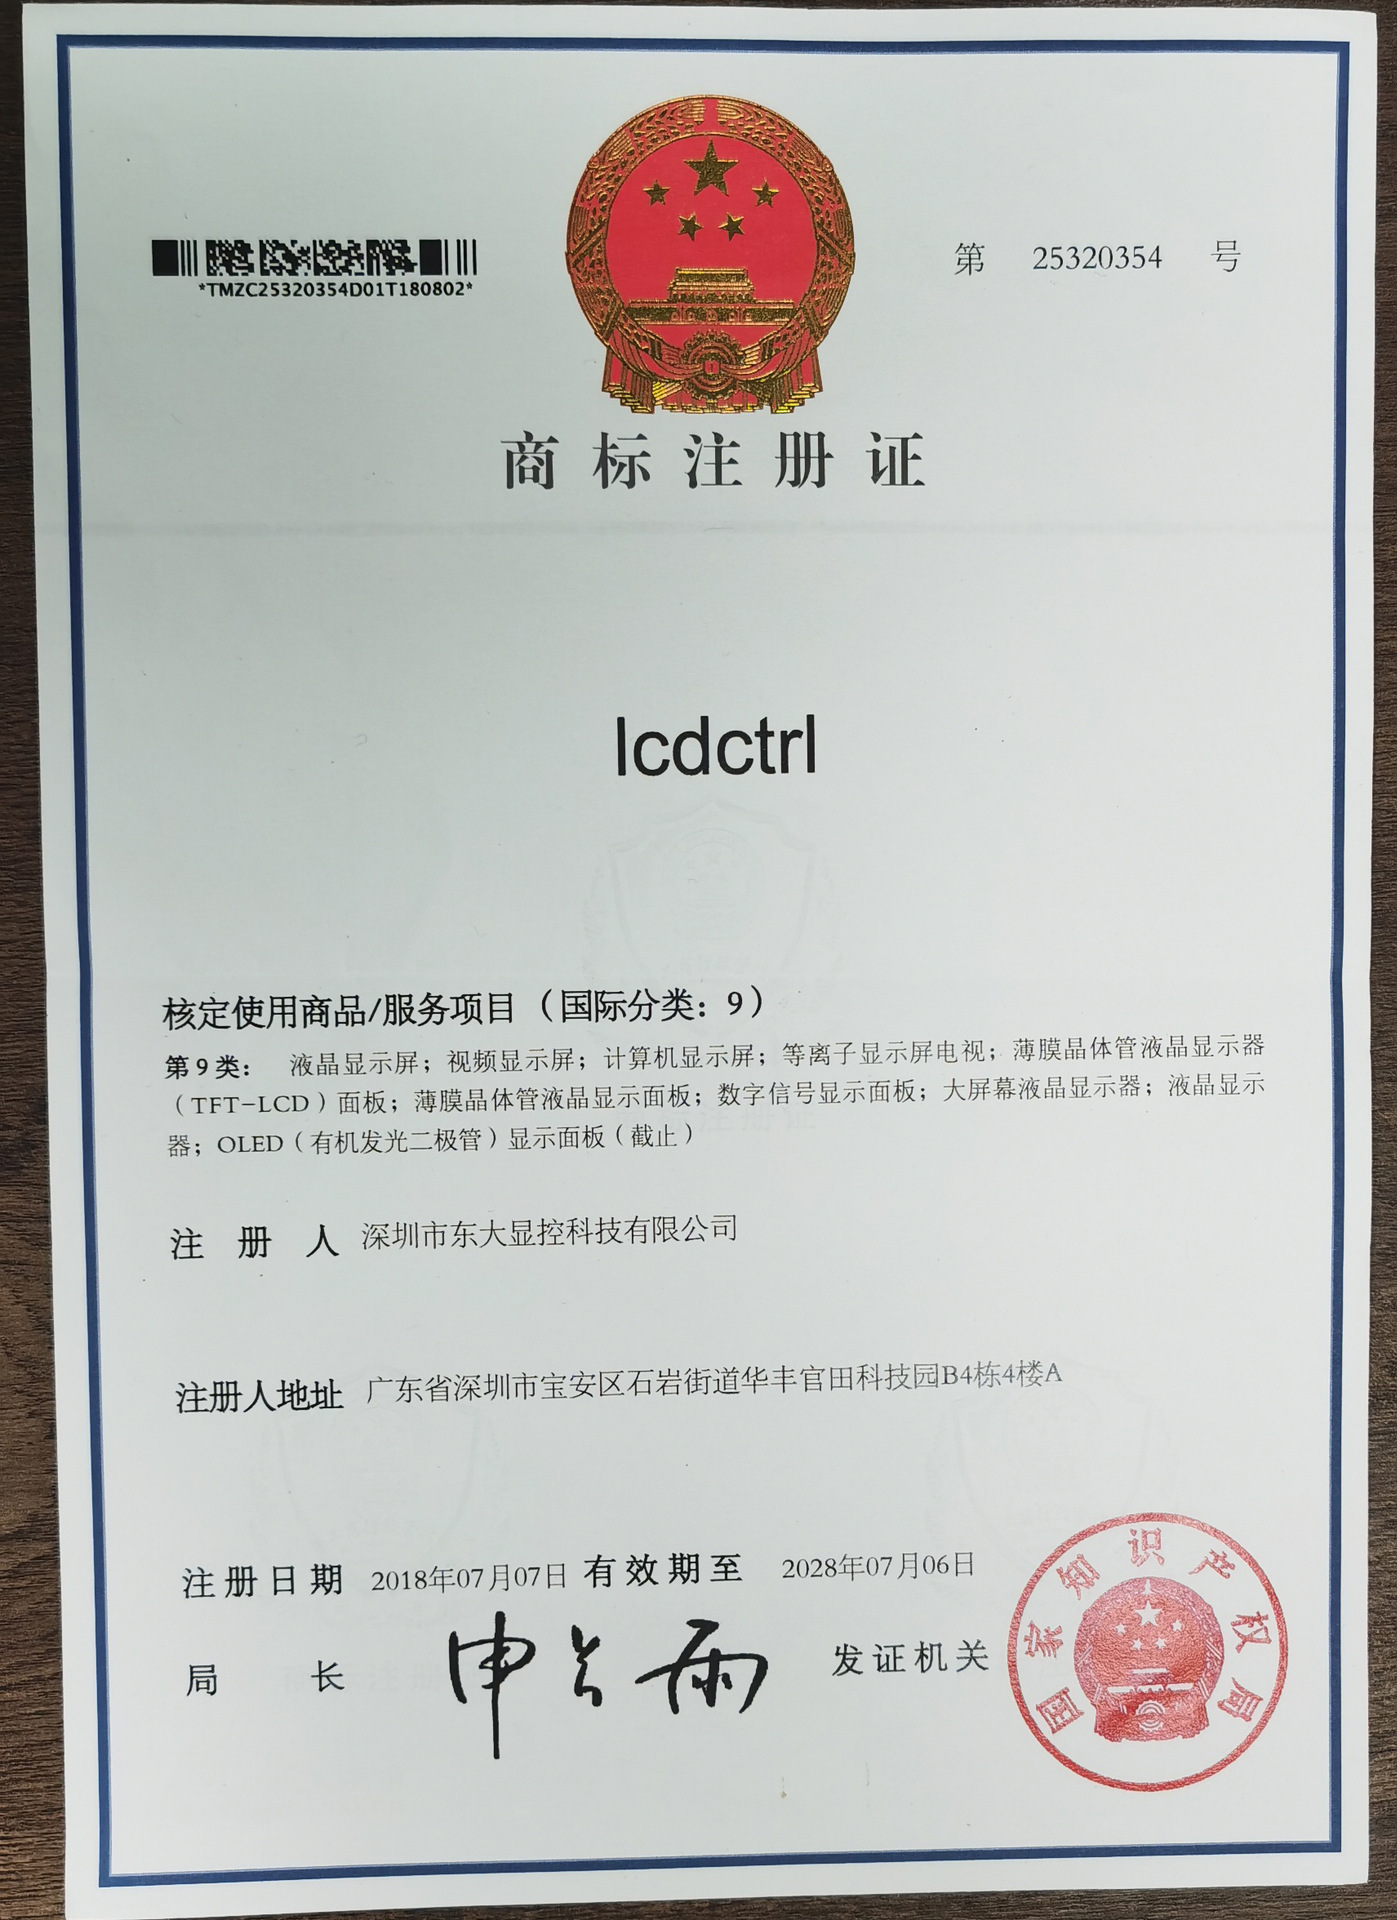 第 25320354 号
*TMZC25320354D01T180802*
商标注册证
lcdctrl
核定使用商品/服务项目（国际分类：9）
第9类： 液晶显示屏；视频显示屏；计算机显示屏；等离子显示屏电视；薄膜晶体管液晶显示器
（TFT-LCD）面板；薄膜晶体管液晶显示面板；数字信号显示面板；大屏幕液晶显示器；液晶显示
器；OLED（有机发光二极管）显示面板（截止）
注册人 深圳市东大显控科技有限公司
注册人地址 广东省深圳市宝安区石岩街道华丰官田科技园B4栋4楼A
注册日期 2018年07月07日 有效期至 2028年07月06日
局长 申长雨 发证机关
国家知识产权局